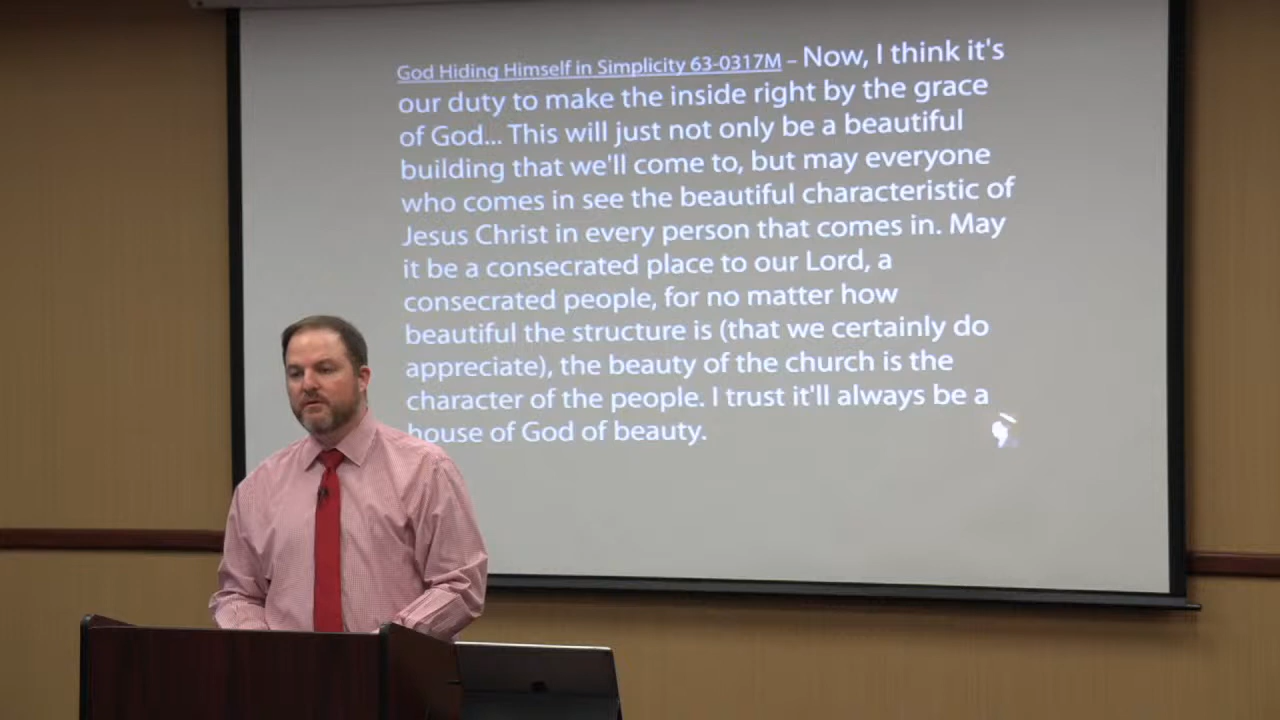 God Hiding Himself in Simplicity 63-0317M – Now, I think it's
our duty to make the inside right by the grace
of God... This will just not only be a beautiful
building that we'll come to, but may everyone
who comes in see the beautiful characteristic of
Jesus Christ in every person that comes in. May
it be a consecrated place to our Lord, a
consecrated people, for no matter how
beautiful the structure is (that we certainly do
appreciate), the beauty of the church is the
character of the people. I trust it'll always be a
house of God of beauty.